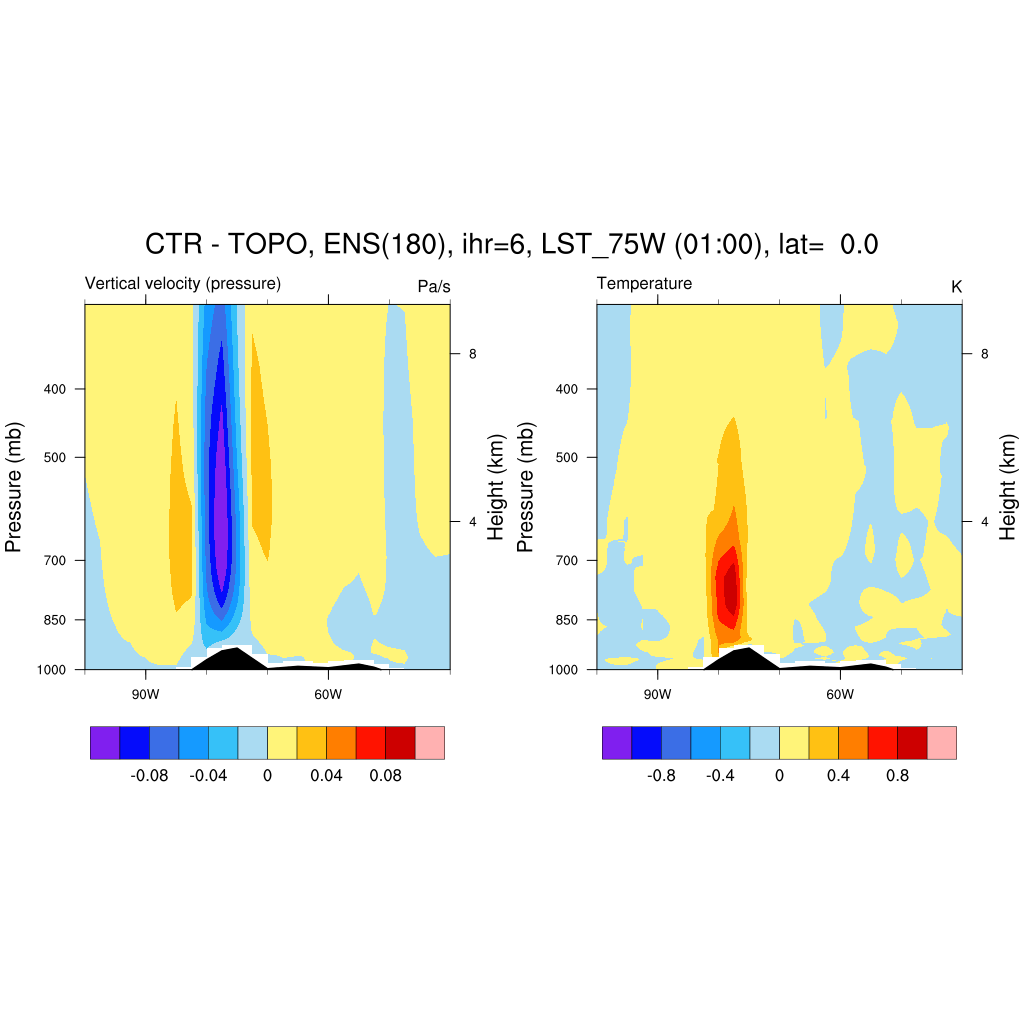 CTR - TOPO, ENS(180), ihr=6, LST_75W (01:00), lat=  0.0
Vertical velocity (pressure)
Pa/s
Pressure (mb)
400
500
700
850
1000
8
4
Height (km)
90W
60W
-0.08
-0.04
0
0.04
0.08
Temperature
K
Pressure (mb)
400
500
700
850
1000
8
4
Height (km)
90W
60W
-0.8
-0.4
0
0.4
0.8